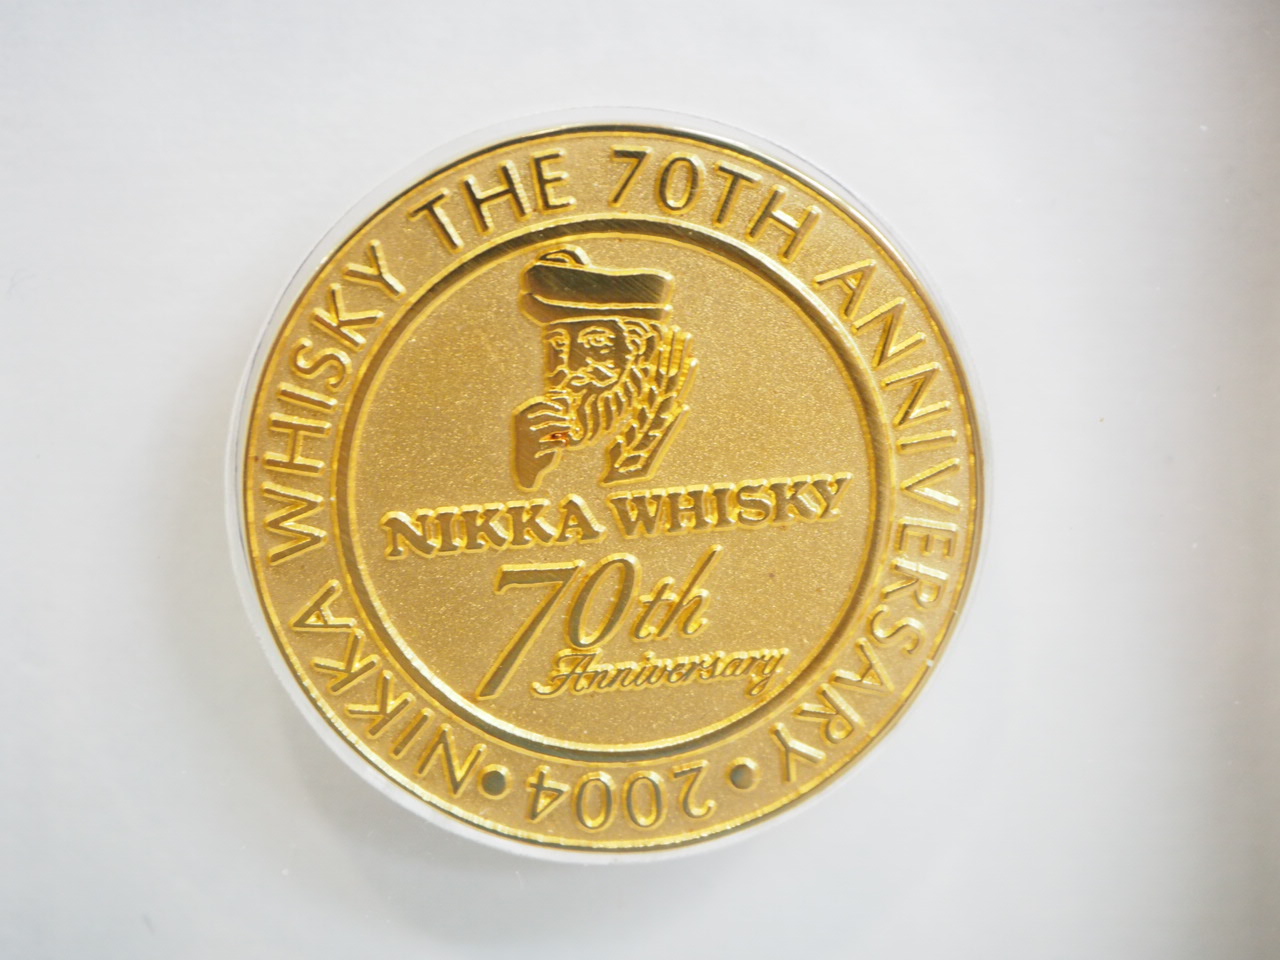 NIKKA WHISKY THE 70TH ANNIVERSARY • 2004 •
NIKKA WHISKY
70th
Anniversary